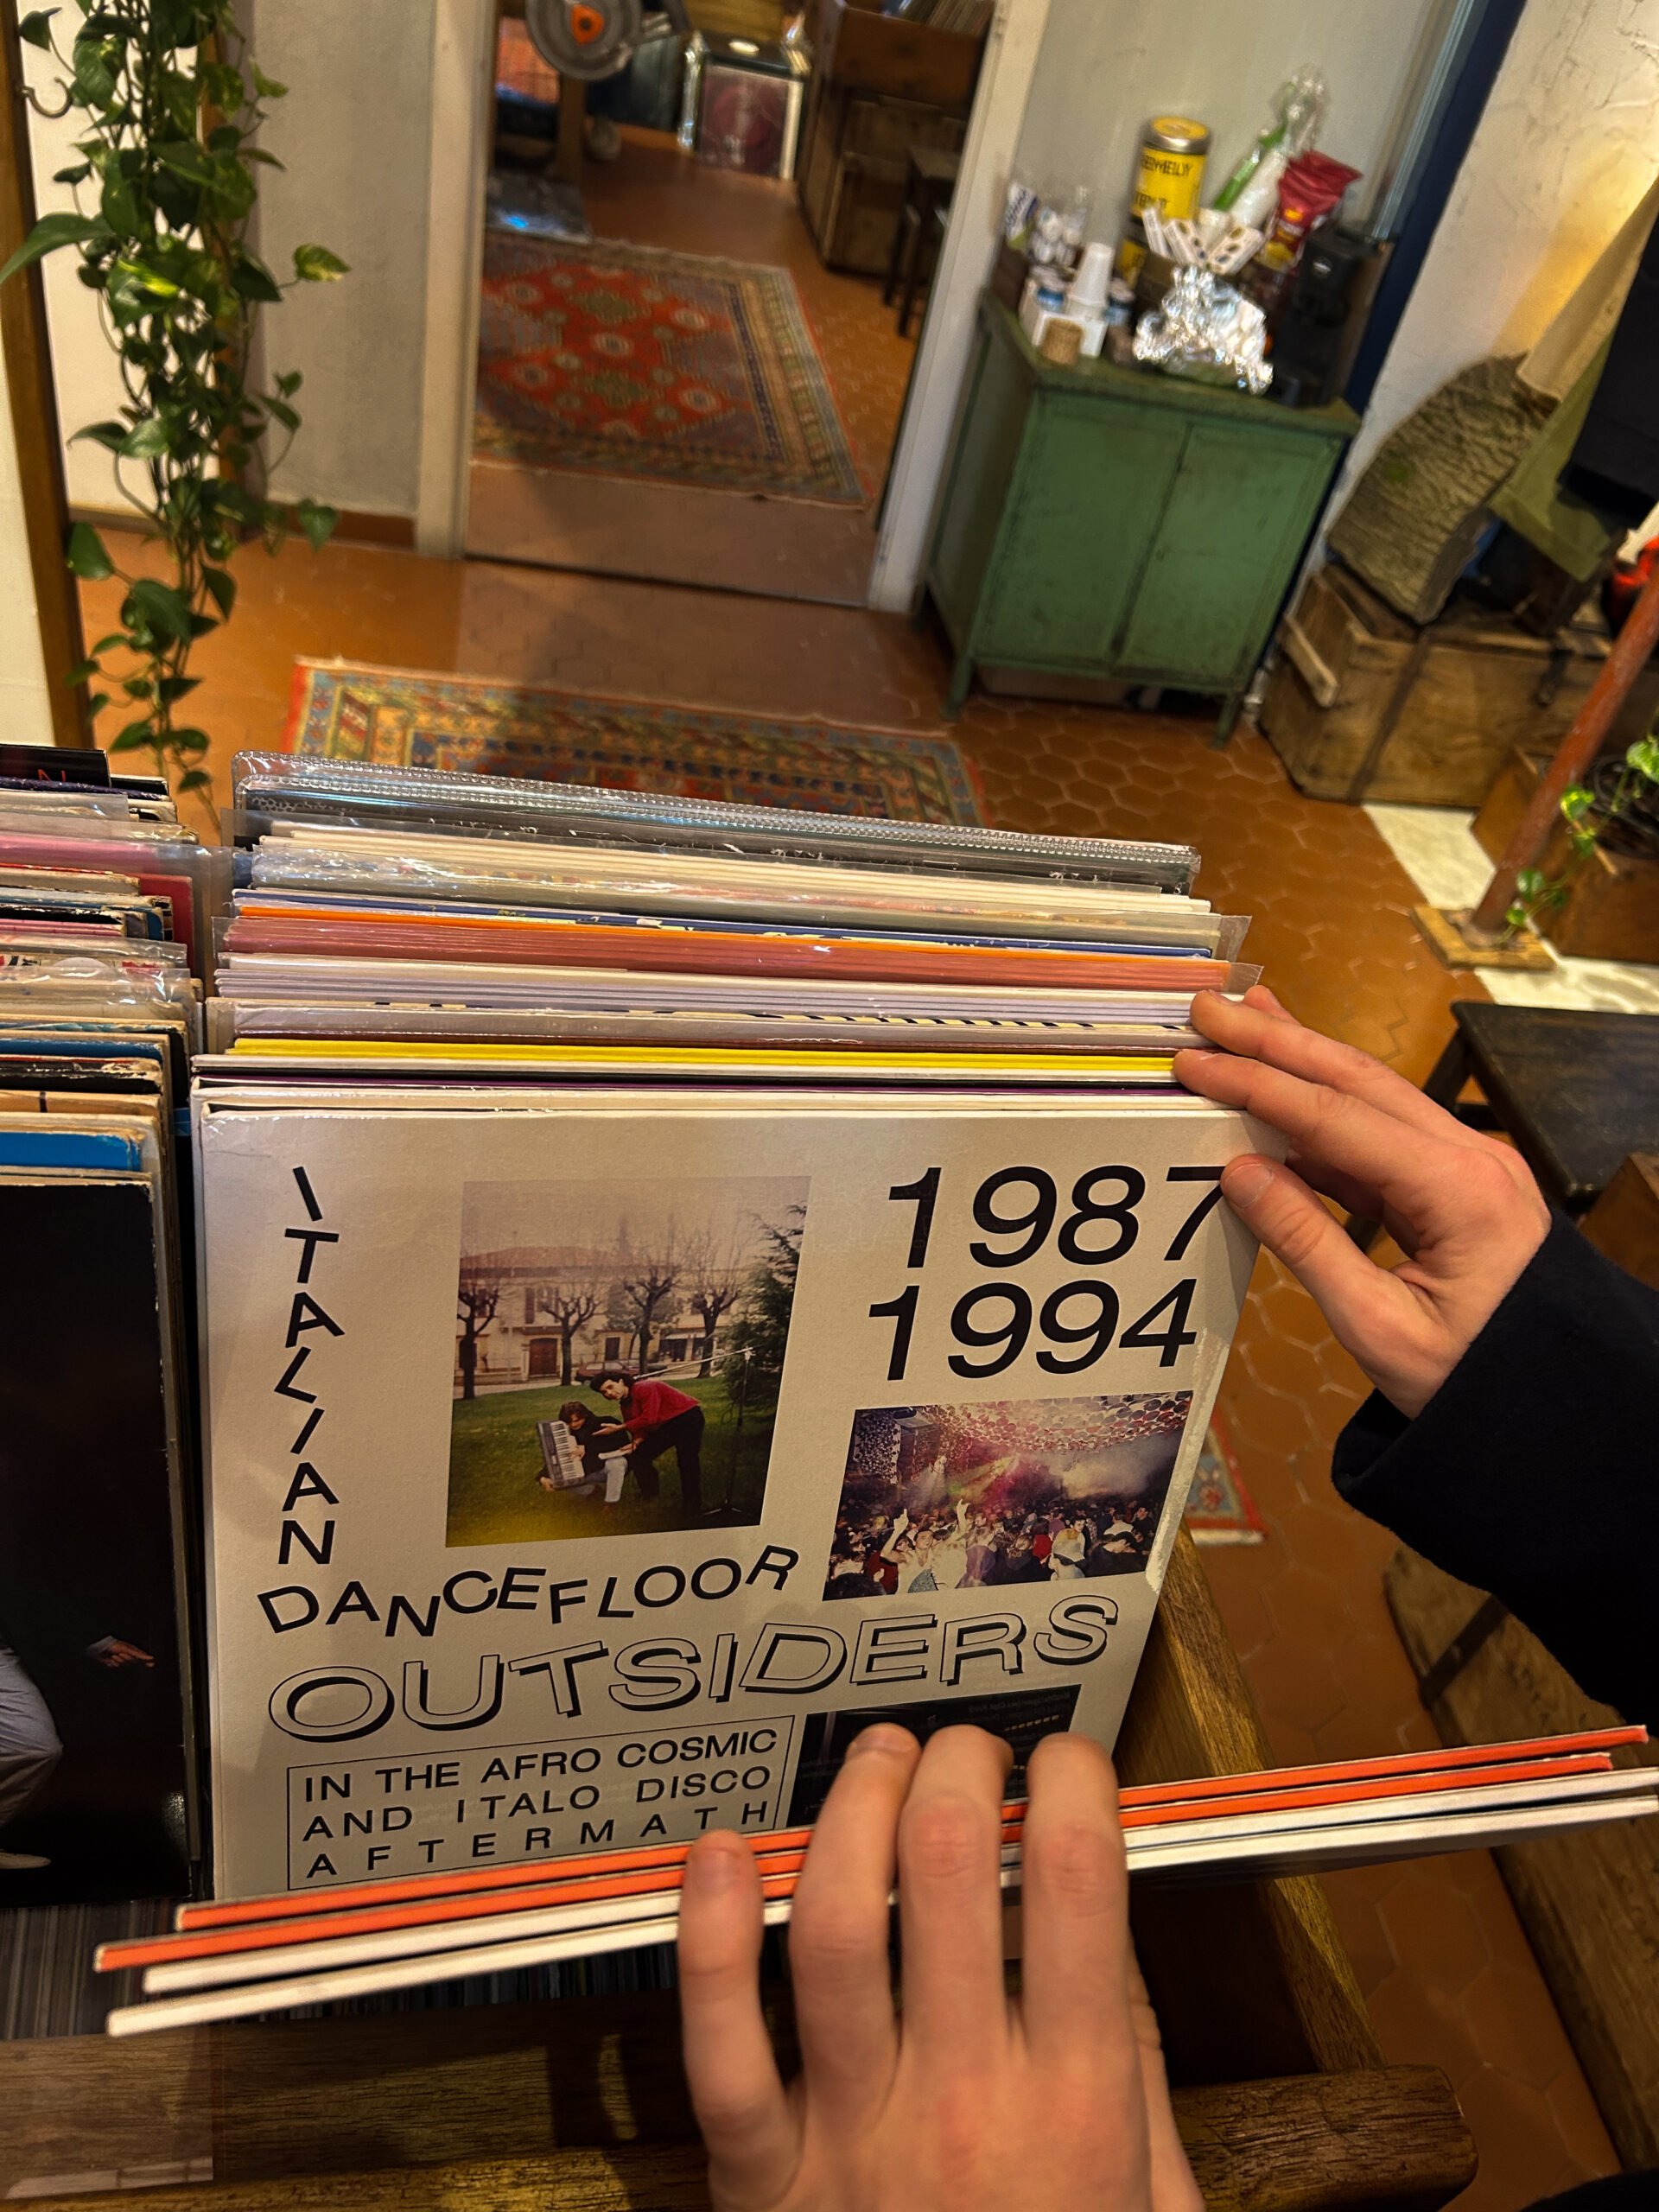 ITALIAN
1987
1994
DANCEFLOOR
OUTSIDERS
IN THE AFRO COSMIC
AND ITALO DISCO
AFTERMATH